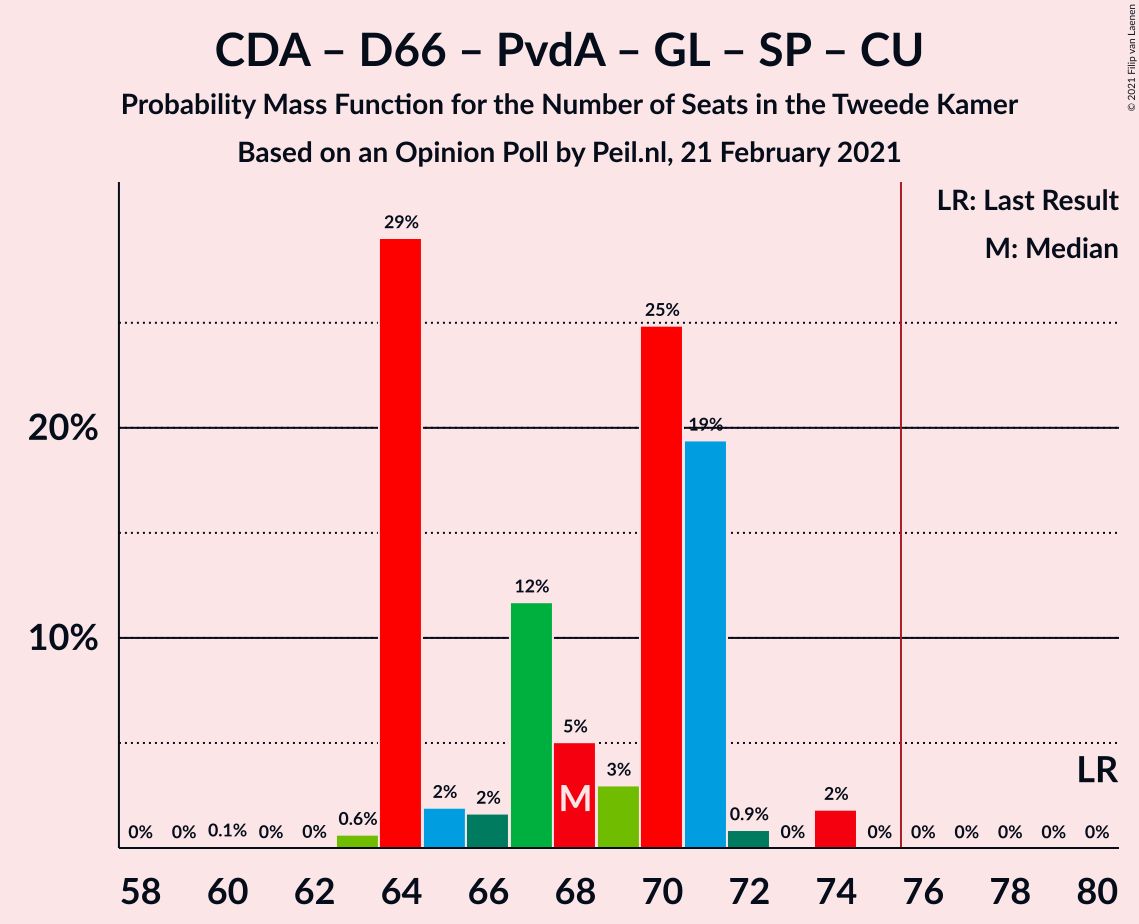 CDA – D66 – PvdA – GL – SP – CU
Probability Mass Function for the Number of Seats in the Tweede Kamer
Based on an Opinion Poll by Peil.nl, 21 February 2021
© 2021 Filip van Laenen
LR: Last Result
M: Median
29%
25%
20%
19%
12%
10%
5%
3%
LR
M
2%
2%
2%
0.6%
0.9%
0% 0% 0.1% 0% 0% 0% 0% 0% 0% 0% 0% 0%
58 60 62 64 66 68 70 72 74 76 78 80